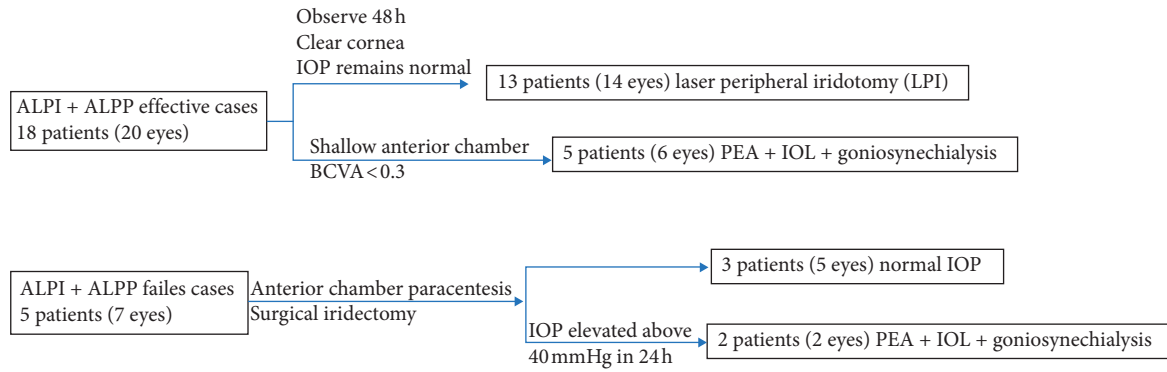 Observe 48 h
Clear cornea
IOP remains normal
13 patients (14 eyes) laser peripheral iridotomy (LPI)
ALPI + ALPP effective cases
18 patients (20 eyes)
Shallow anterior chamber
BCVA < 0.3
5 patients (6 eyes) PEA + IOL + goniosynechialysis
3 patients (5 eyes) normal IOP
ALPI + ALPP failes cases
5 patients (7 eyes)
Anterior chamber paracentesis
Surgical iridectomy
IOP elevated above
40 mmHg in 24 h
2 patients (2 eyes) PEA + IOL + goniosynechialysis